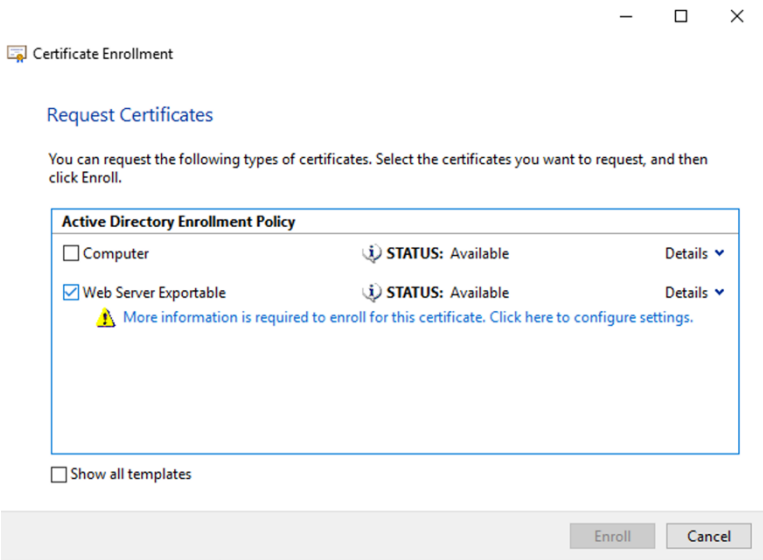 Certificate Enrollment
Request Certificates
You can request the following types of certificates. Select the certificates you want to request, and then
click Enroll.
Active Directory Enrollment Policy
Computer STATUS: Available Details
Web Server Exportable STATUS: Available Details
More information is required to enroll for this certificate. Click here to configure settings.
Show all templates
Enroll Cancel